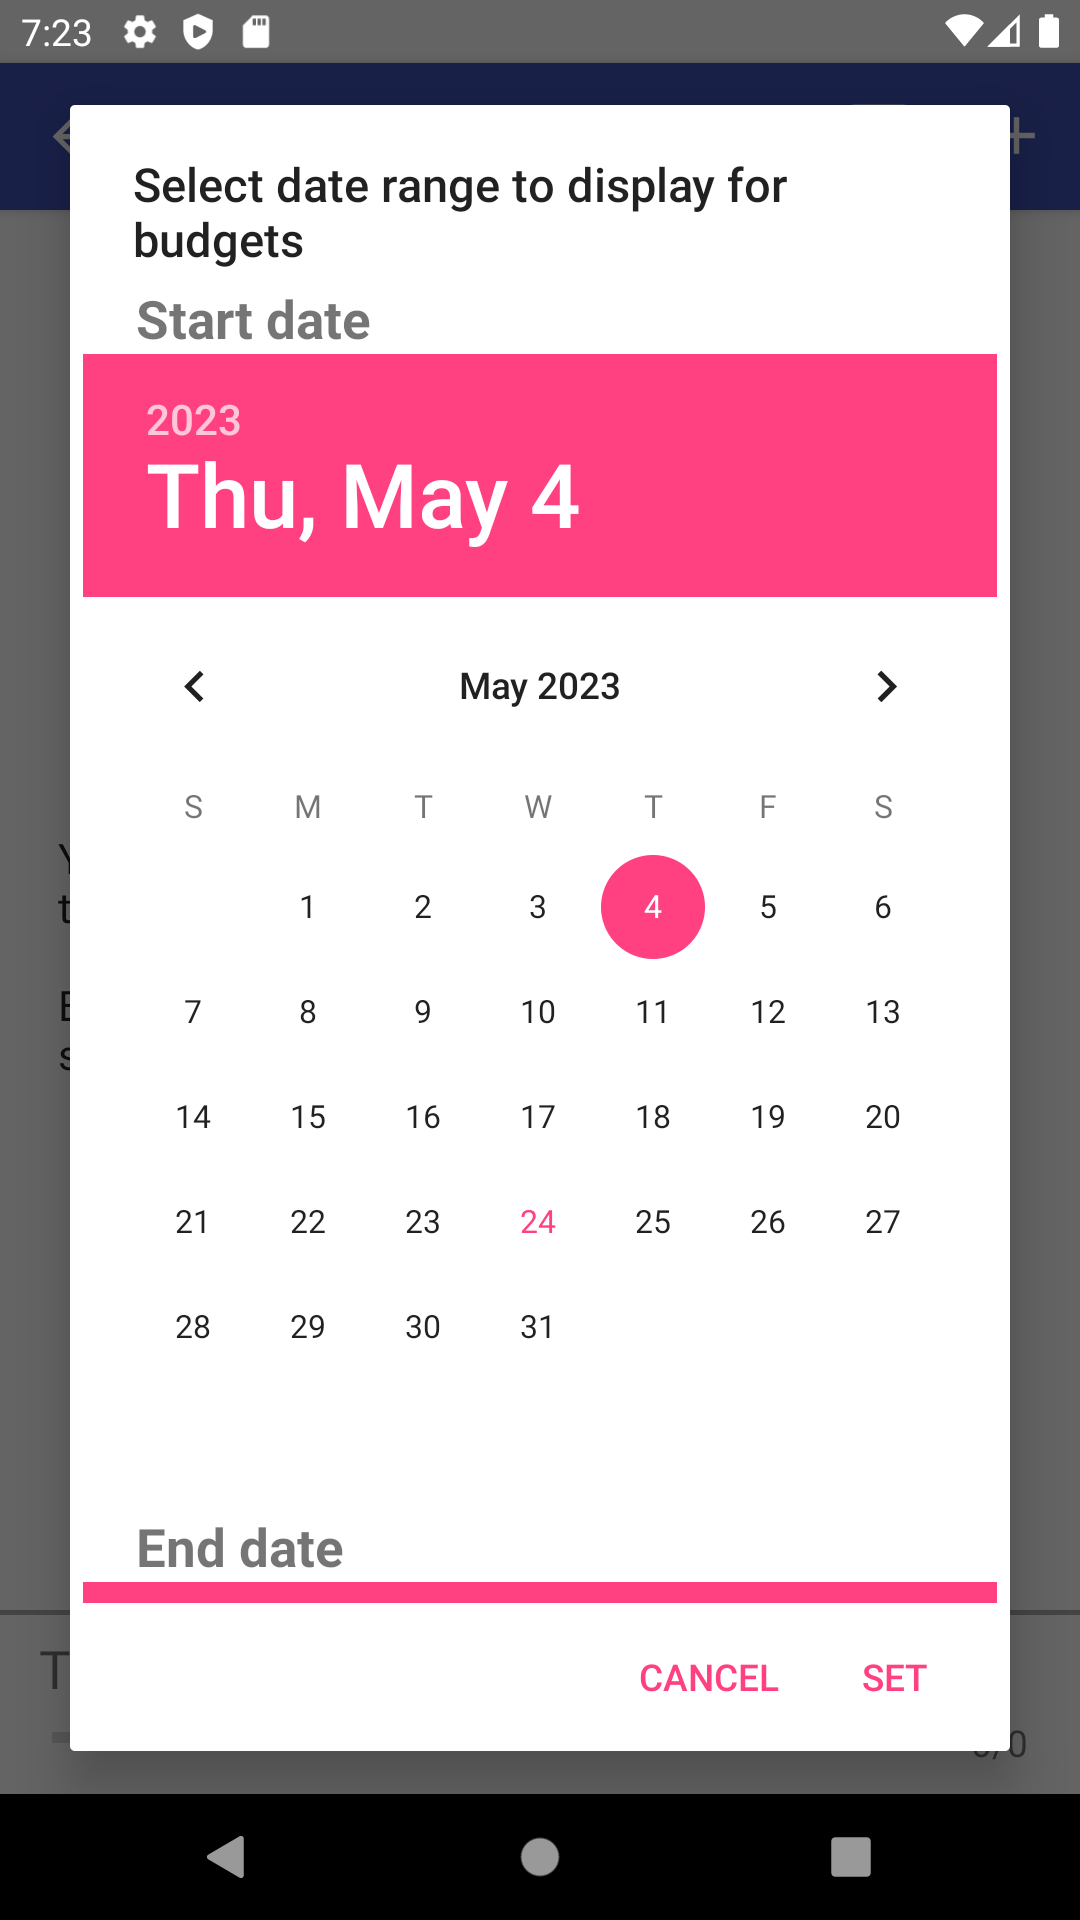 7:23
Select date range to display for
budgets
Start date
2023
Thu, May 4
May 2023
S M T W T F S
1 2 3 4 5 6
7 8 9 10 11 12 13
14 15 16 17 18 19 20
21 22 23 24 25 26 27
28 29 30 31
End date
CANCEL SET